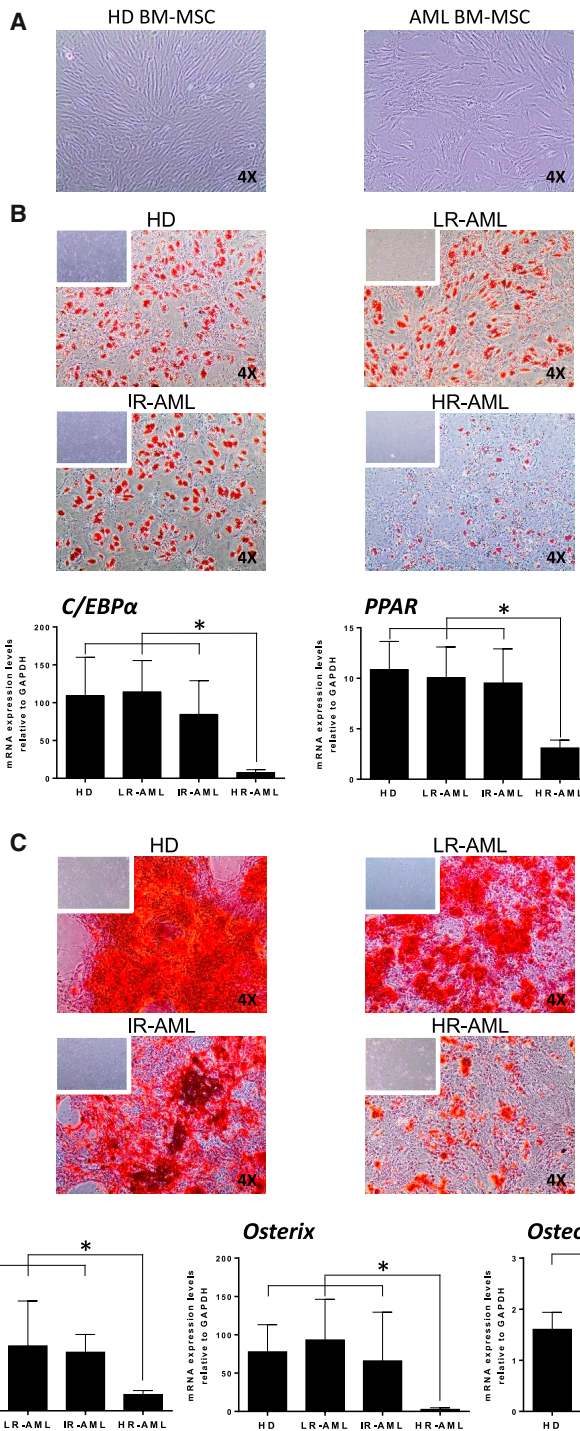 A
HD BM-MSC
AML BM-MSC
4X
4X
B
HD
LR-AML
4X
4X
IR-AML
HR-AML
4X
4X
C/EBPα
mRNA expression levels
relative to GAPDH
200
150
100
50
0
*
HD
LR-AML
IR-AML
HR-AML
PPAR
mRNA expression levels
relative to GAPDH
15
10
5
0
*
HD
LR-AML
IR-AML
HR-AML
C
HD
LR-AML
4X
4X
IR-AML
HR-AML
4X
4X
*
LR-AML
IR-AML
HR-AML
Osterix
mRNA expression levels
relative to GAPDH
200
150
100
50
0
*
HD
LR-AML
IR-AML
HR-AML
Osteo
mRNA expression levels
relative to GAPDH
3
2
1
0
HD